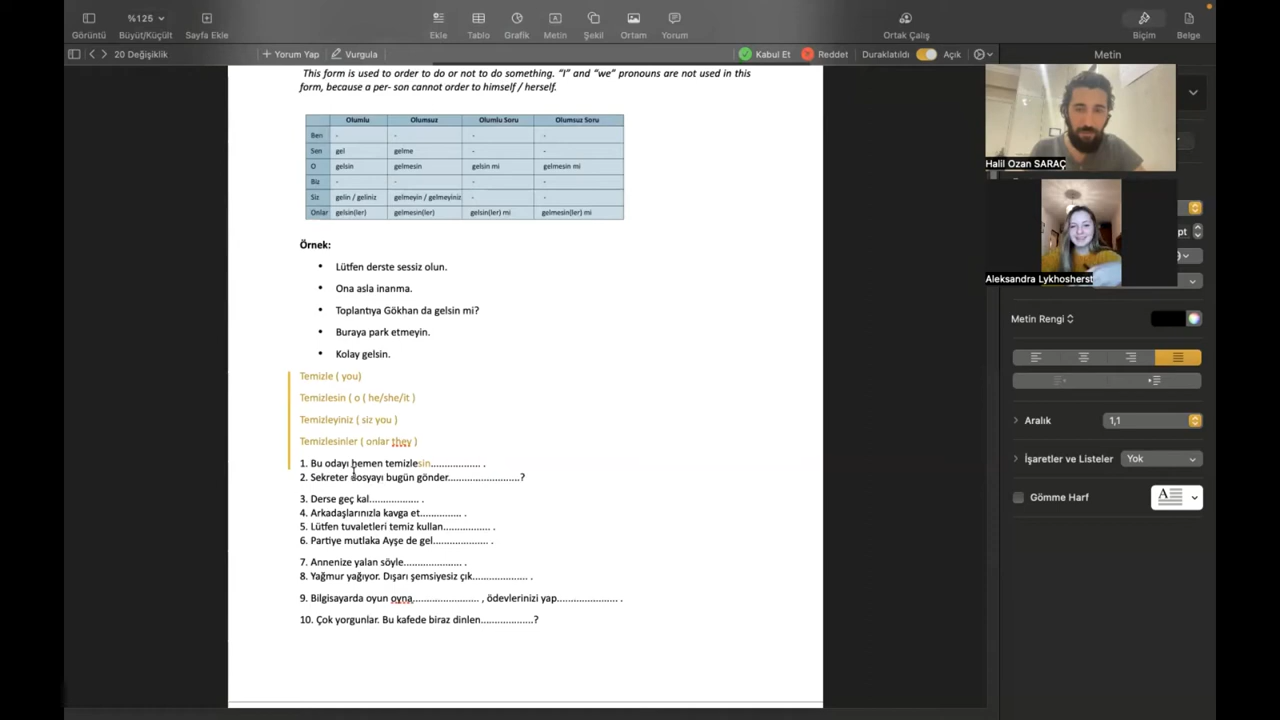 %125
Görüntü Büyüt/Küçült Sayfa Ekle Ekle Tablo Grafik Metin Şekil Ortam Yorum Ortak Çalış Biçim Belge
20 Değişiklik Yorum Yap Vurgula Kabul Et Reddet Duraklatıldı Açık Metin
This form is used to order to do or not to do something. "I" and "we" pronouns are not used in this
form, because a per- son cannot order to himself / herself.
Olumlu Olumsuz Olumlu Soru Olumsuz Soru
Ben - - - -
Sen gel gelme - -
O gelsin gelmesin gelsin mi gelmesin mi
Biz - - - -
Siz gelin / geliniz gelmeyin / gelmeyiniz - -
Onlar gelsin(ler) gelmesin(ler) gelsin(ler) mi gelmesin(ler) mi
Örnek:
• Lütfen derste sessiz olun.
• Ona asla inanma.
• Toplantıya Gökhan da gelsin mi?
• Buraya park etmeyin.
• Kolay gelsin.
Temizle ( you)
Temizlesin ( o ( he/she/it )
Temizleyiniz ( siz you )
Temizlesinler ( onlar they )
1. Bu odayı hemen temizlesin.................. .
2. Sekreter dosyayı bugün gönder.........................?
3. Derse geç kal.................. .
4. Arkadaşlarınızla kavga et............... .
5. Lütfen tuvaletleri temiz kullan................. .
6. Partiye mutlaka Ayşe de gel.................... .
7. Annenize yalan söyle.................... .
8. Yağmur yağıyor. Dışarı şemsiyesiz çık.................... .
9. Bilgisayarda oyun oyna........................ , ödevlerinizi yap...................... .
10. Çok yorgunlar. Bu kafede biraz dinlen...................?
Halil Ozan SARAÇ
Aleksandra Lykhosherst
pt
Metin Rengi
Aralık 1,1
İşaretler ve Listeler Yok
Gömme Harf A